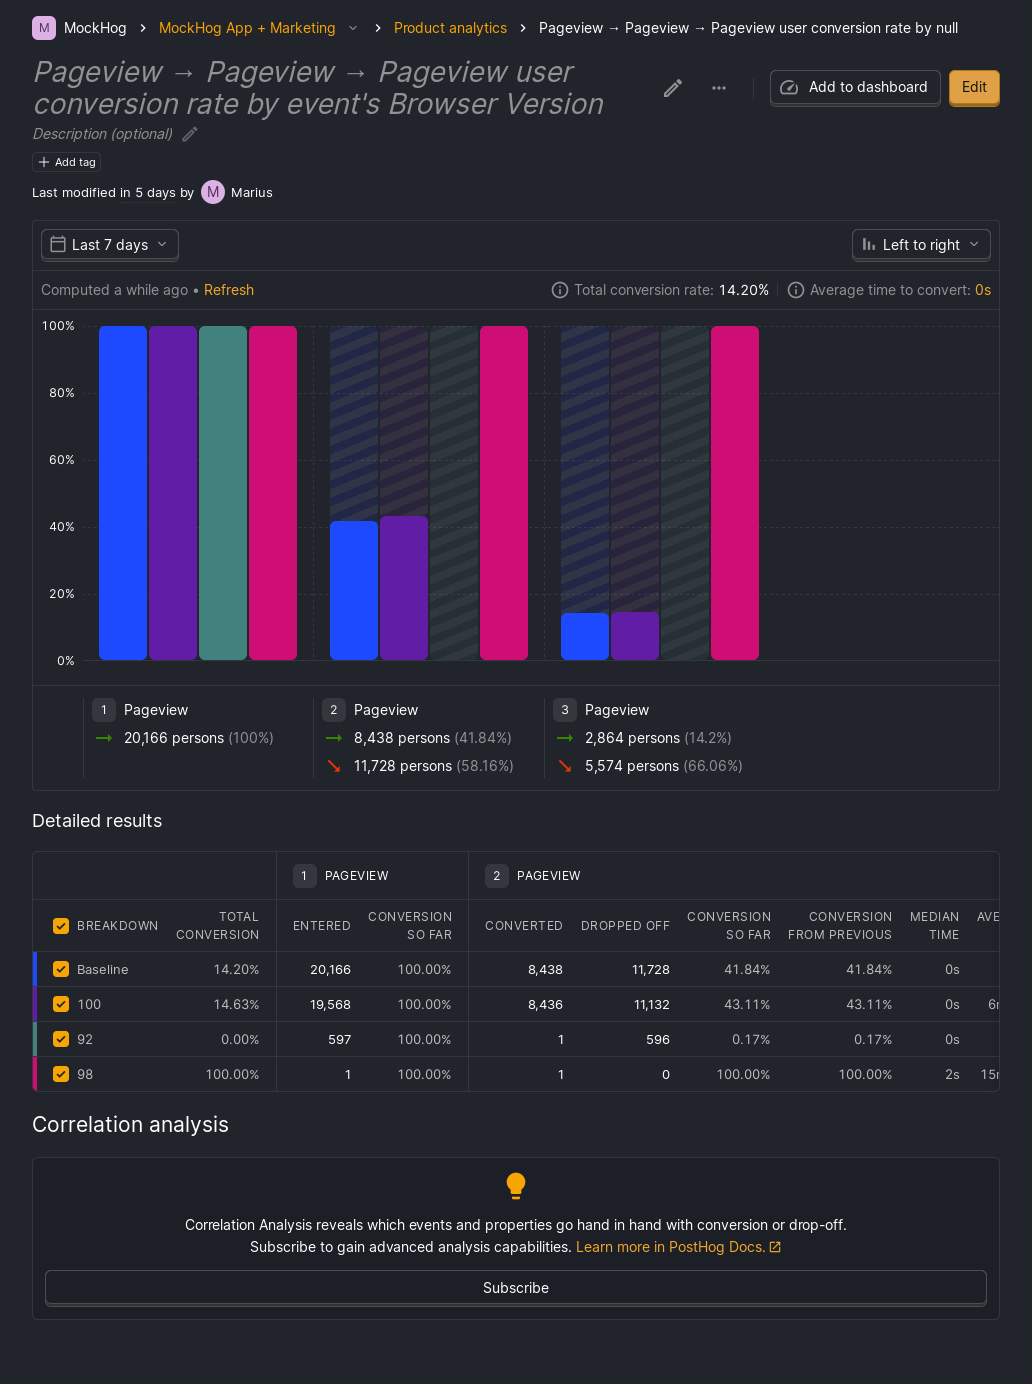 M MockHog > MockHog App + Marketing > Product analytics > Pageview → Pageview → Pageview user conversion rate by null
Pageview → Pageview → Pageview user
conversion rate by event's Browser Version
Add to dashboard
Edit
Description (optional)
Add tag
Last modified in 5 days by M Marius
Last 7 days
Left to right
Computed a while ago • Refresh
Total conversion rate: 14.20%
Average time to convert: 0s
100%
80%
60%
40%
20%
0%
1 Pageview
20,166 persons (100%)
2 Pageview
8,438 persons (41.84%)
11,728 persons (58.16%)
3 Pageview
2,864 persons (14.2%)
5,574 persons (66.06%)
Detailed results
1 PAGEVIEW 2 PAGEVIEW
BREAKDOWN
TOTAL
CONVERSION
ENTERED
CONVERSION
SO FAR
CONVERTED
DROPPED OFF
CONVERSION
SO FAR
CONVERSION
FROM PREVIOUS
MEDIAN
TIME
AVE
Baseline 14.20% 20,166 100.00% 8,438 11,728 41.84% 41.84% 0s
100 14.63% 19,568 100.00% 8,436 11,132 43.11% 43.11% 0s 6m
92 0.00% 597 100.00% 1 596 0.17% 0.17% 0s
98 100.00% 1 100.00% 1 0 100.00% 100.00% 2s 15m
Correlation analysis
Correlation Analysis reveals which events and properties go hand in hand with conversion or drop-off.
Subscribe to gain advanced analysis capabilities. Learn more in PostHog Docs.
Subscribe